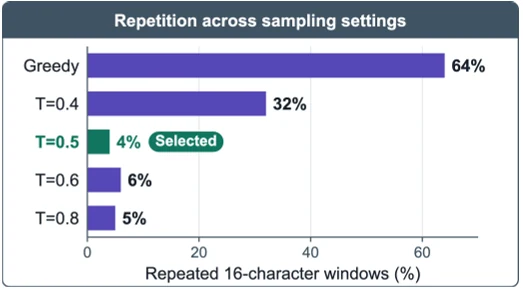 Repetition across sampling settings
Greedy 64%
T=0.4 32%
T=0.5 4% Selected
T=0.6 6%
T=0.8 5%
0 20 40 60
Repeated 16-character windows (%)